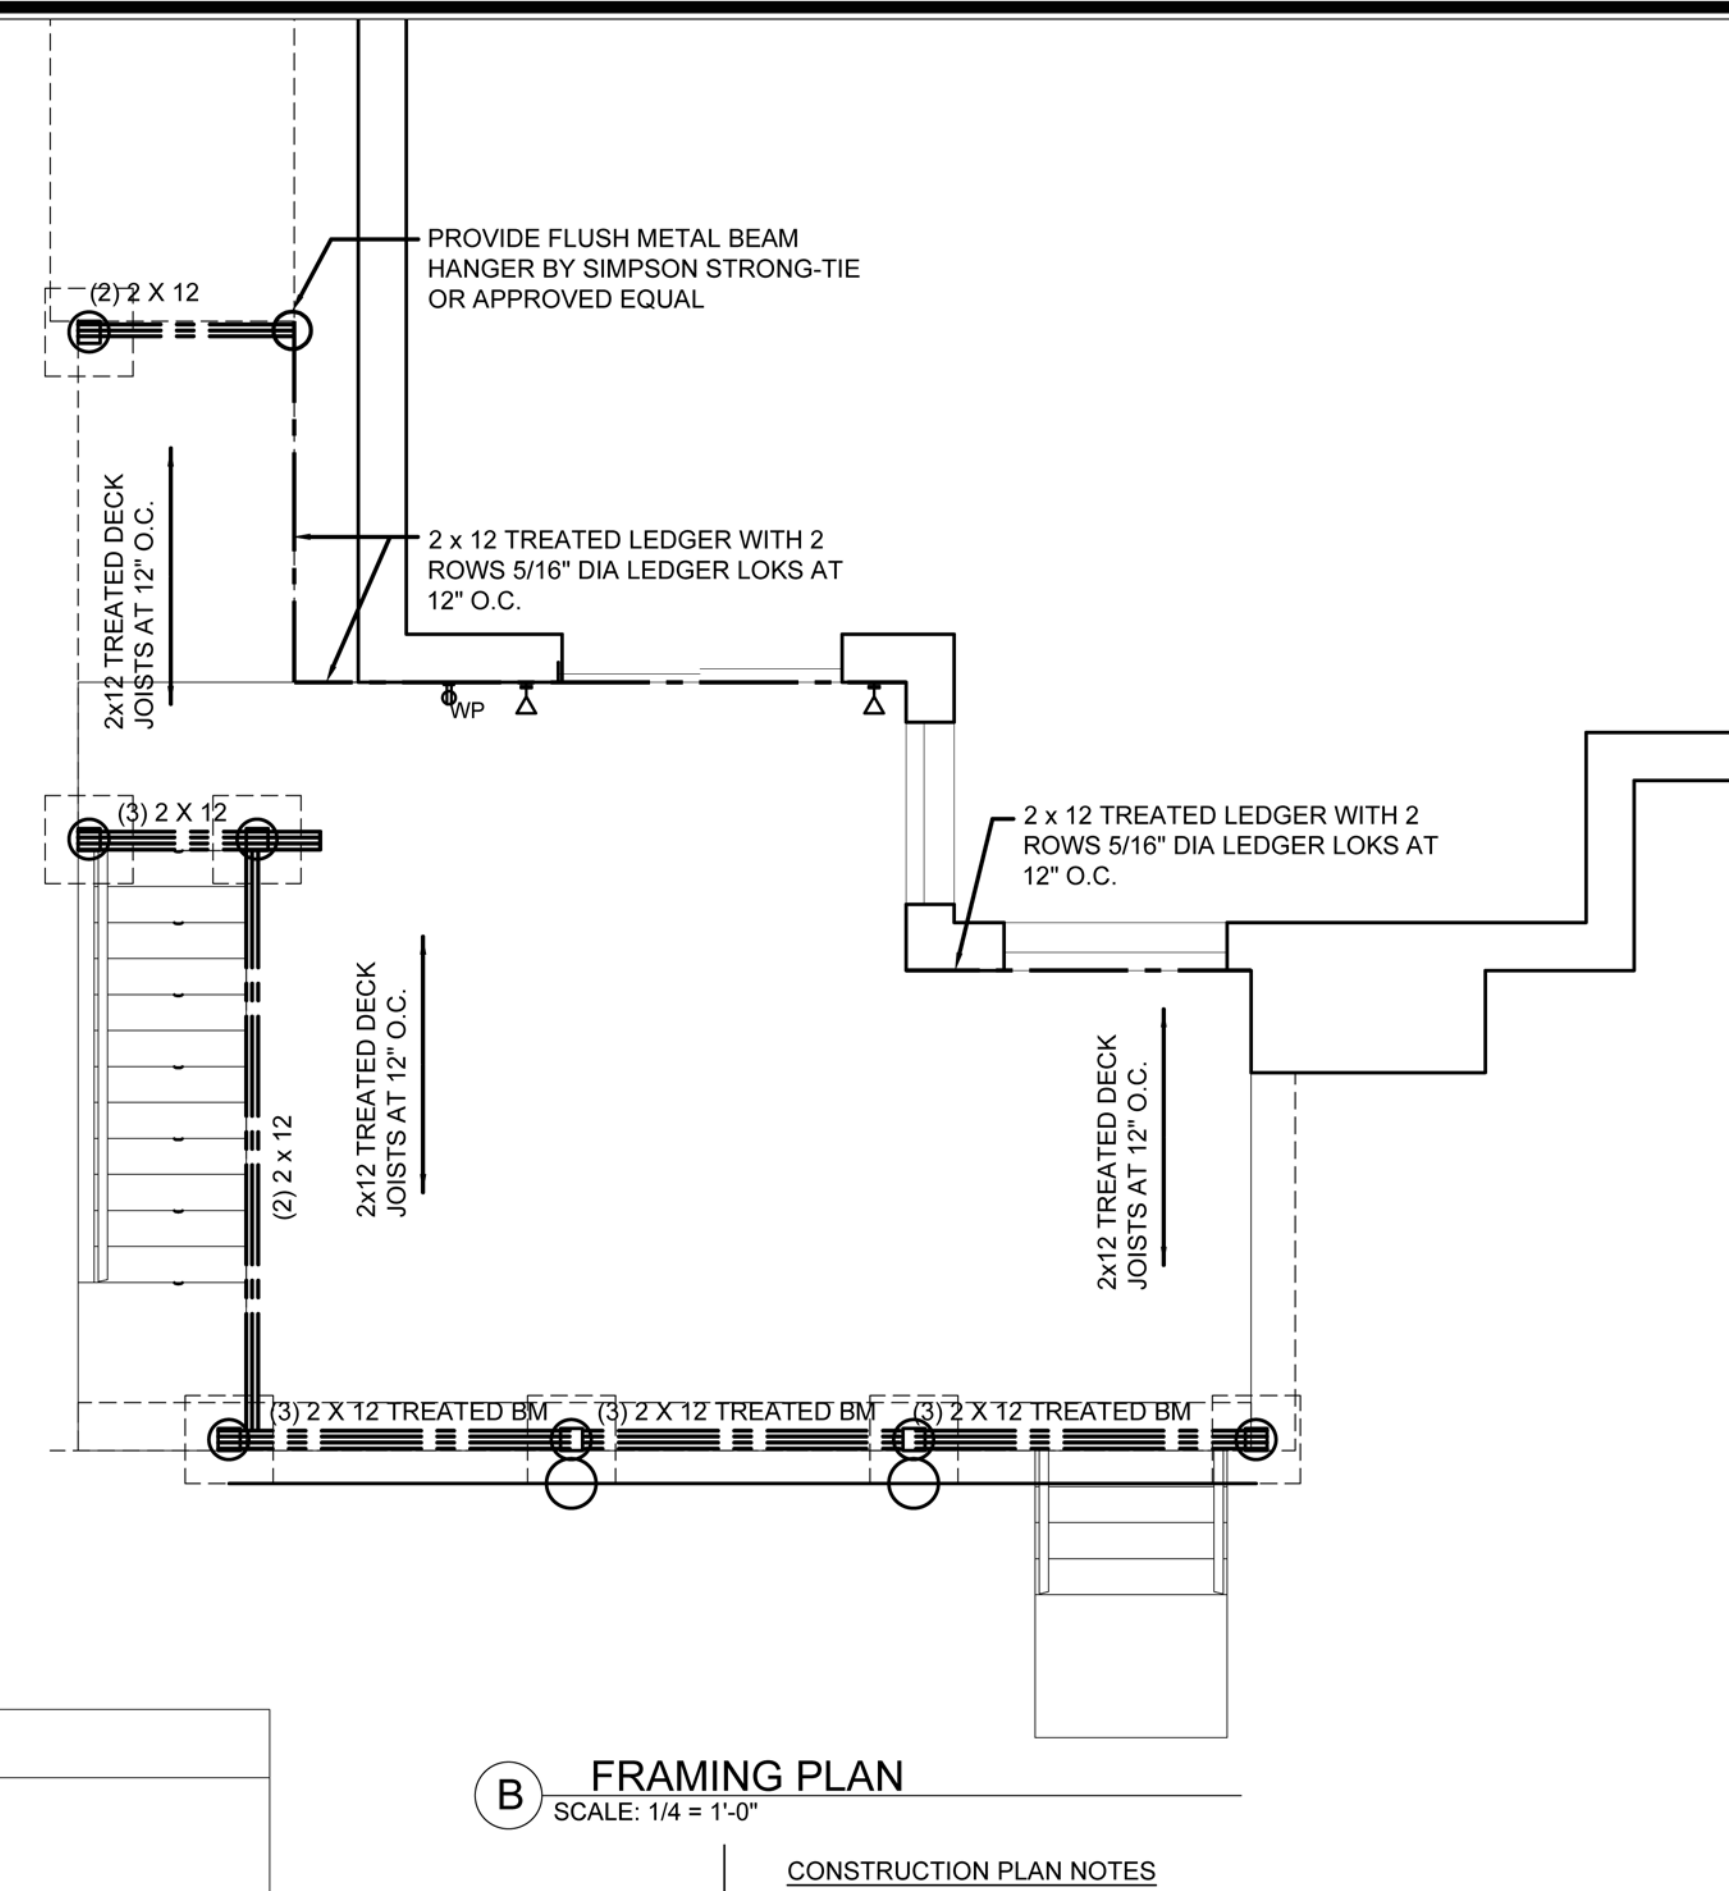 PROVIDE FLUSH METAL BEAM
HANGER BY SIMPSON STRONG-TIE
OR APPROVED EQUAL
(2) 2 X 12
2x12 TREATED DECK
JOISTS AT 12" O.C.
2 x 12 TREATED LEDGER WITH 2
ROWS 5/16" DIA LEDGER LOKS AT
12" O.C.
WP
(3) 2 X 12
2 x 12 TREATED LEDGER WITH 2
ROWS 5/16" DIA LEDGER LOKS AT
12" O.C.
(2) 2 x 12
2x12 TREATED DECK
JOISTS AT 12" O.C.
2x12 TREATED DECK
JOISTS AT 12" O.C.
(3) 2 X 12 TREATED BM
(3) 2 X 12 TREATED BM
(3) 2 X 12 TREATED BM
B
FRAMING PLAN
SCALE: 1/4 = 1'-0"
CONSTRUCTION PLAN NOTES